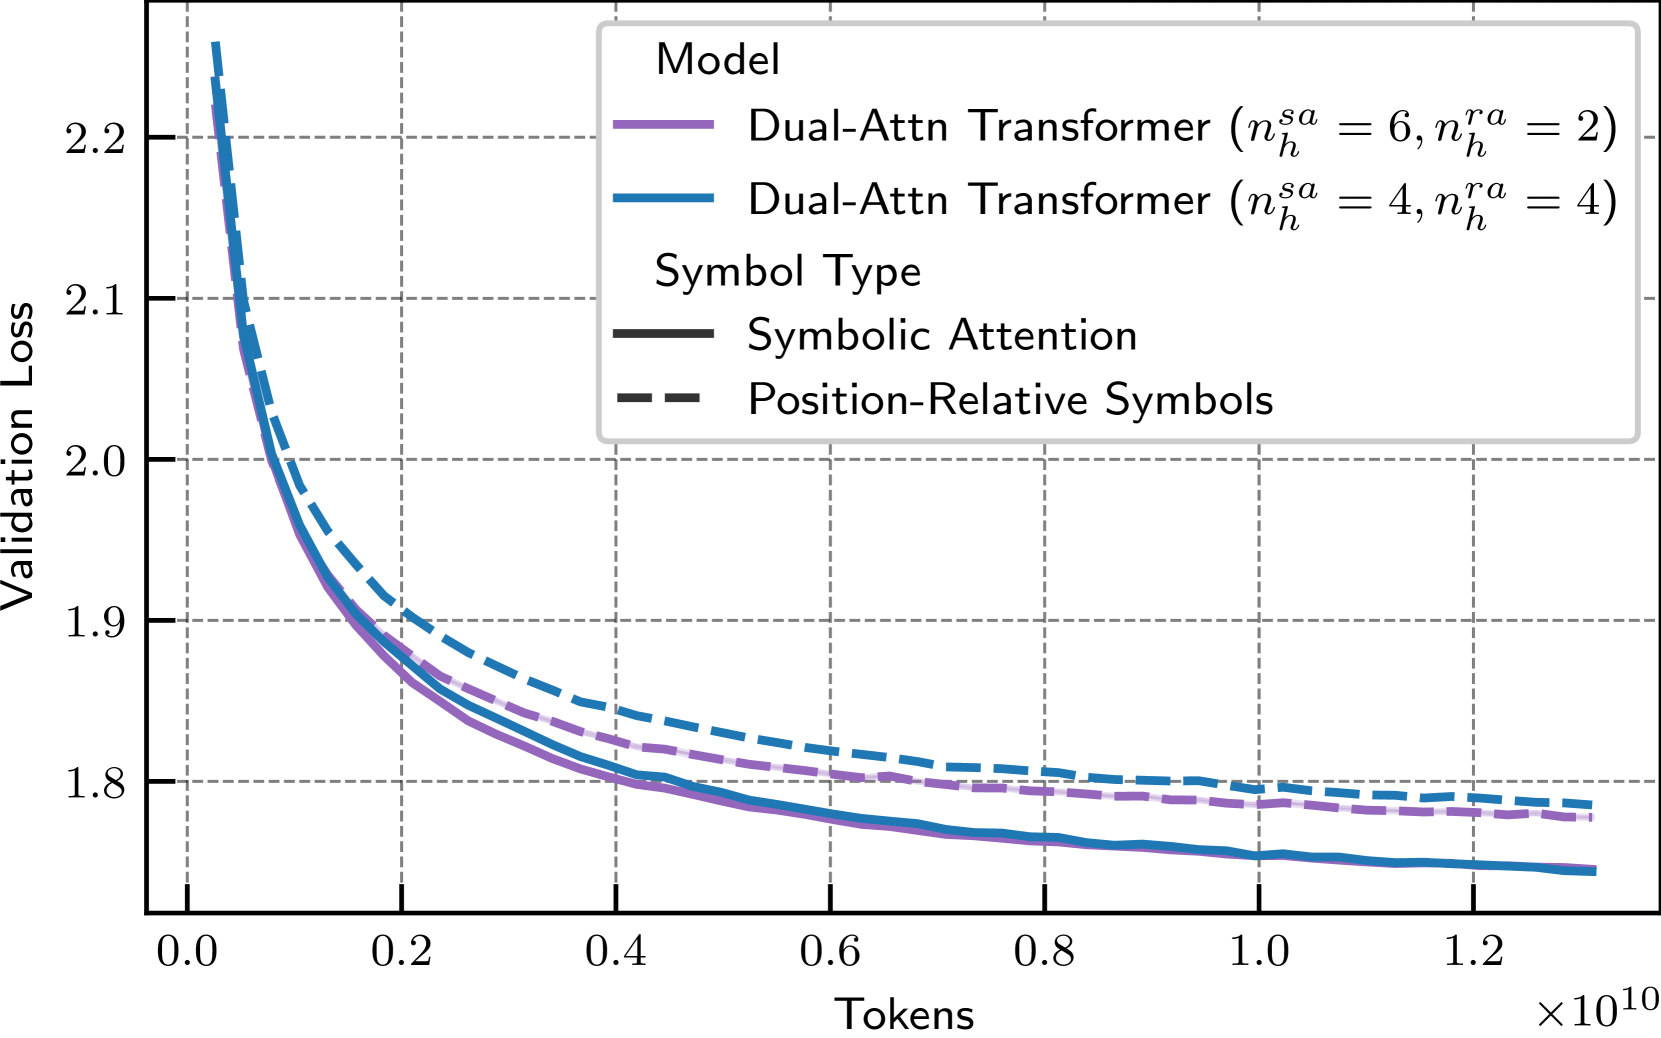 Model
Dual-Attn Transformer ($n_h^{sa} = 6, n_h^{ra} = 2$)
Dual-Attn Transformer ($n_h^{sa} = 4, n_h^{ra} = 4$)
Symbol Type
Symbolic Attention
Position-Relative Symbols
Validation Loss
2.2
2.1
2.0
1.9
1.8
0.0 0.2 0.4 0.6 0.8 1.0 1.2
×10¹⁰
Tokens